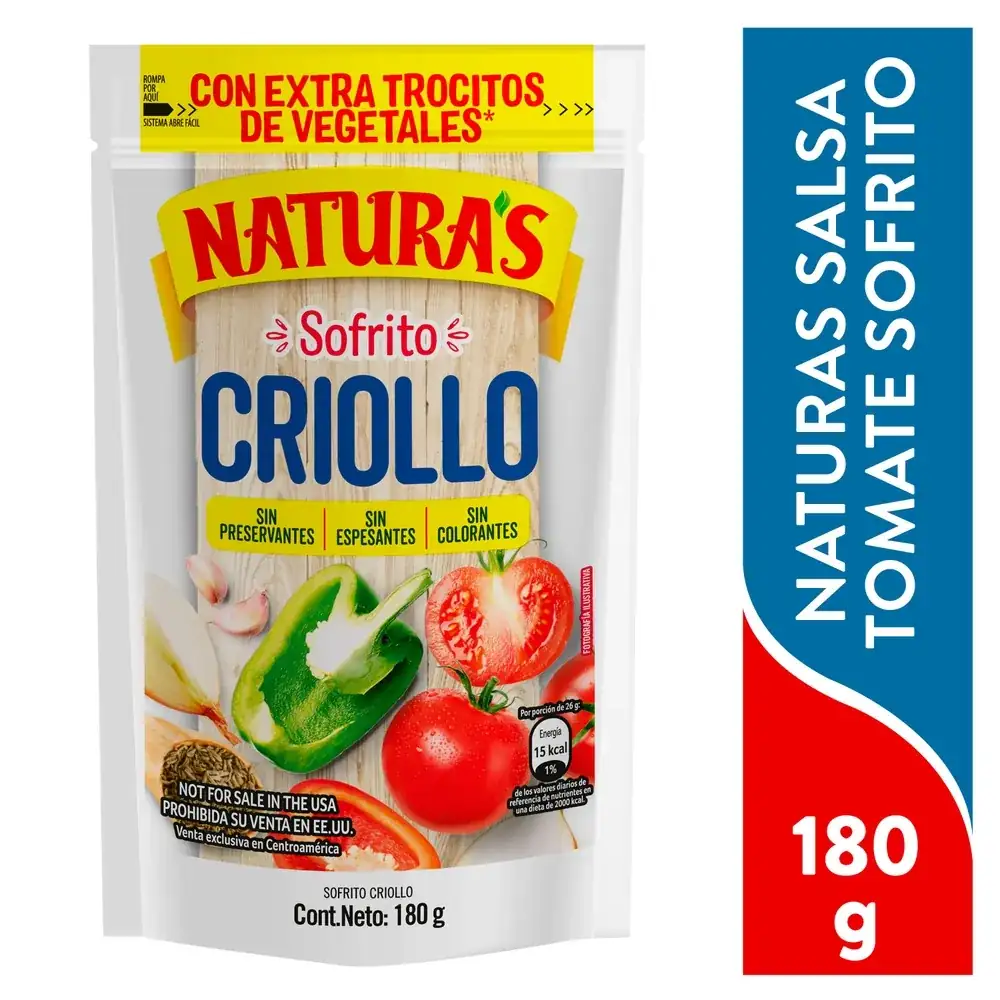 ROMPA
POR
AQUÍ
SISTEMA ABRE FÁCIL
CON EXTRA TROCITOS
DE VEGETALES*
NATURA'S
Sofrito
CRIOLLO
SIN
PRESERVANTES
SIN
ESPESANTES
SIN
COLORANTES
FOTOGRAFÍA ILUSTRATIVA
Por porción de 26 g:
Energía
15 kcal
1%
de los valores diarios de
referencia de nutrientes en
una dieta de 2000 kcal.
NOT FOR SALE IN THE USA
PROHIBIDA SU VENTA EN EE.UU.
Venta exclusiva en Centroamérica
SOFRITO CRIOLLO
Cont.Neto: 180 g
NATURAS SALSA
TOMATE SOFRITO
180
g